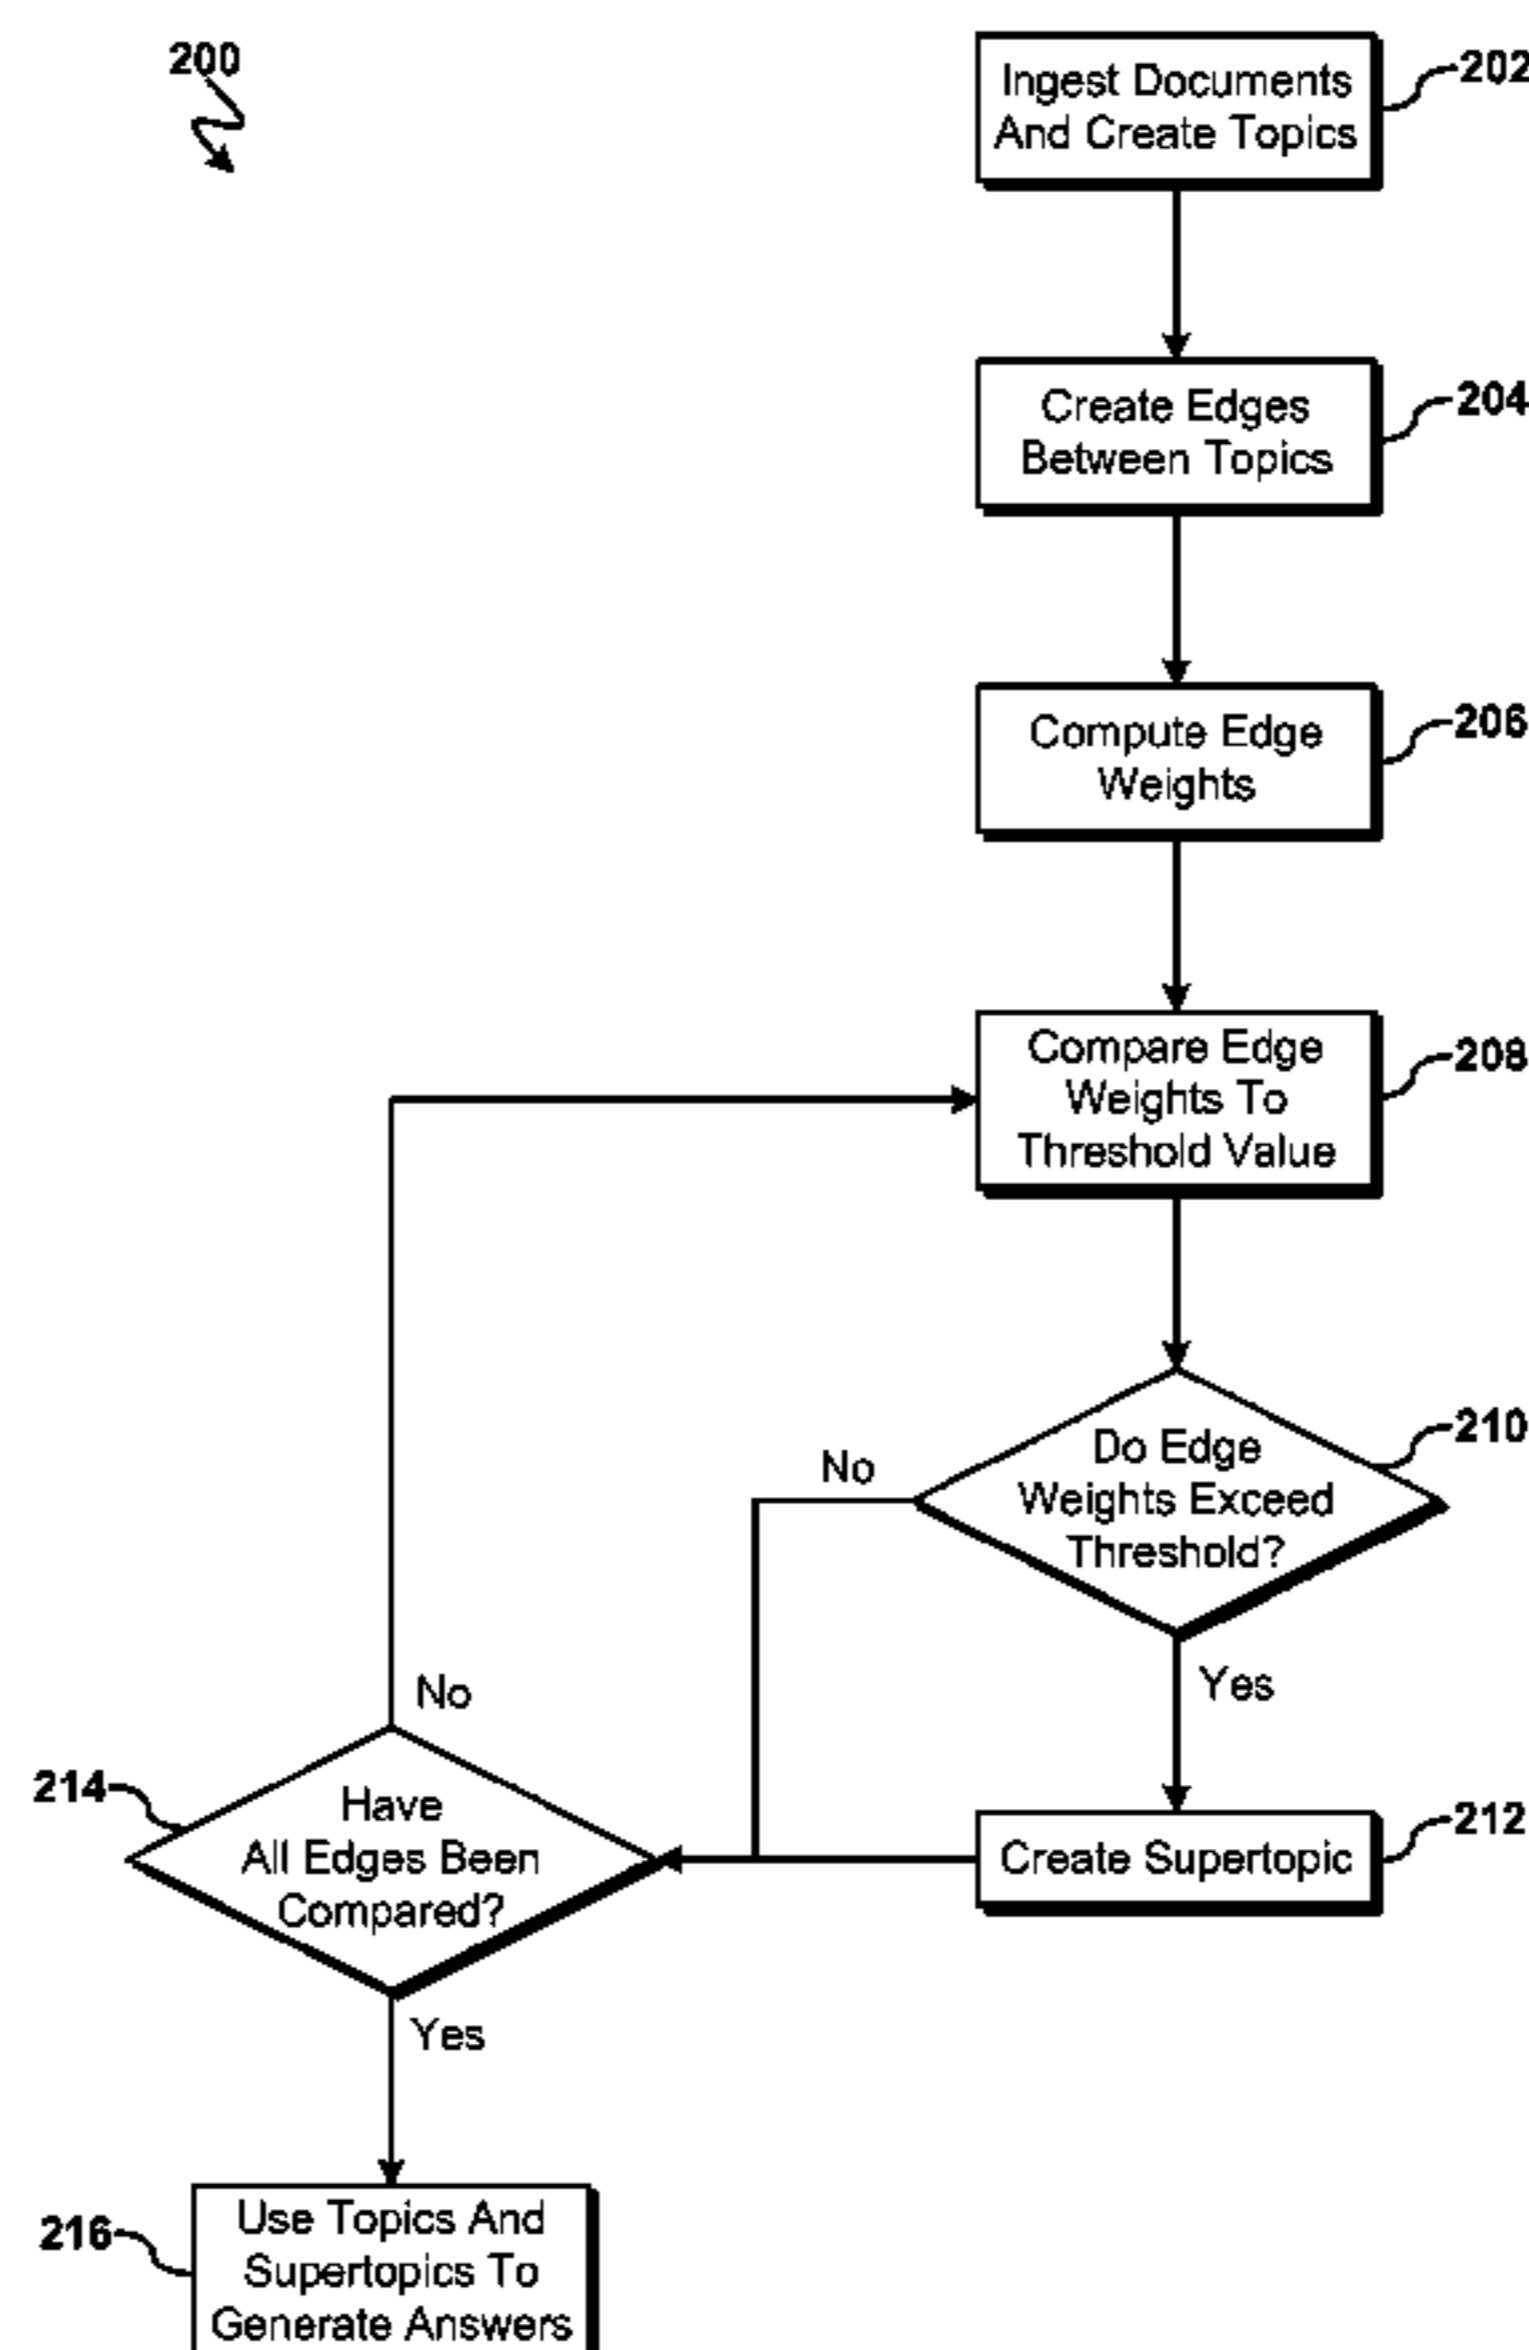 200
Ingest Documents
And Create Topics
202
Create Edges
Between Topics
204
Compute Edge
Weights
206
Compare Edge
Weights To
Threshold Value
208
Do Edge
Weights Exceed
Threshold?
210
No
Yes
Create Supertopic
212
No
214
Have
All Edges Been
Compared?
Yes
216
Use Topics And
Supertopics To
Generate Answers